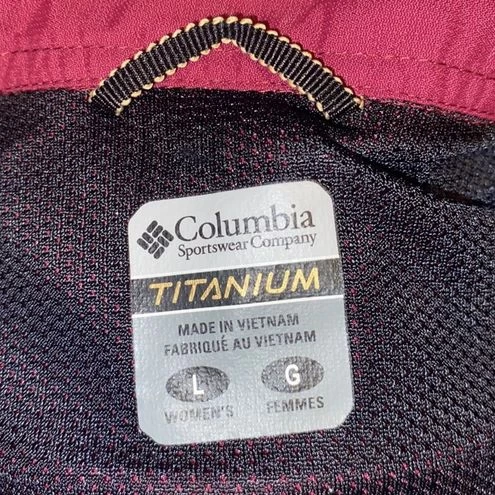 Columbia
Sportswear Company
TITANIUM
MADE IN VIETNAM
FABRIQUÉ AU VIETNAM
L G
WOMEN'S FEMMES